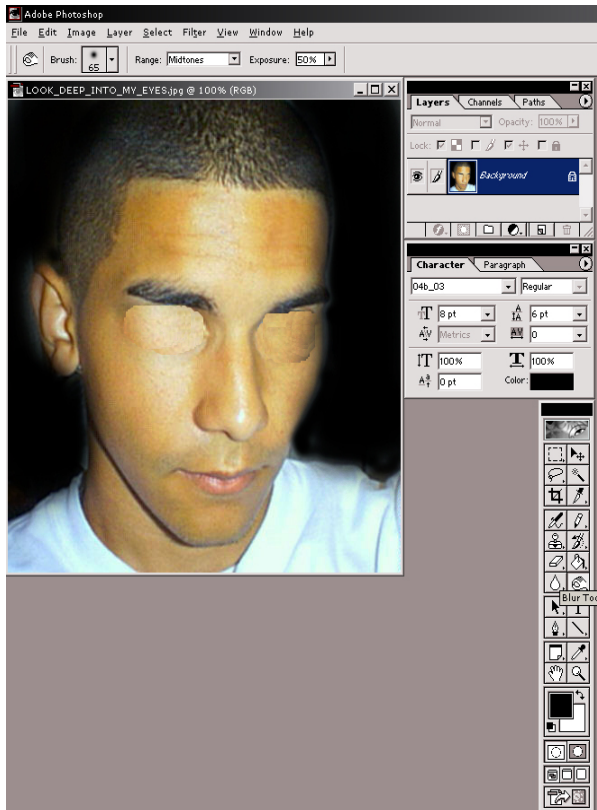 Adobe Photoshop
File Edit Image Layer Select Filter View Window Help
Brush: 65 Range: Midtones Exposure: 50%
LOOK_DEEP_INTO_MY_EYES.jpg @ 100% (RGB)
Layers Channels Paths
Normal Opacity: 100%
Lock:
Background
Character Paragraph
04b_03 Regular
T 8 pt A 6 pt
Metrics AV 0
T 100% T 100%
0 pt Color:
Blur Too
T